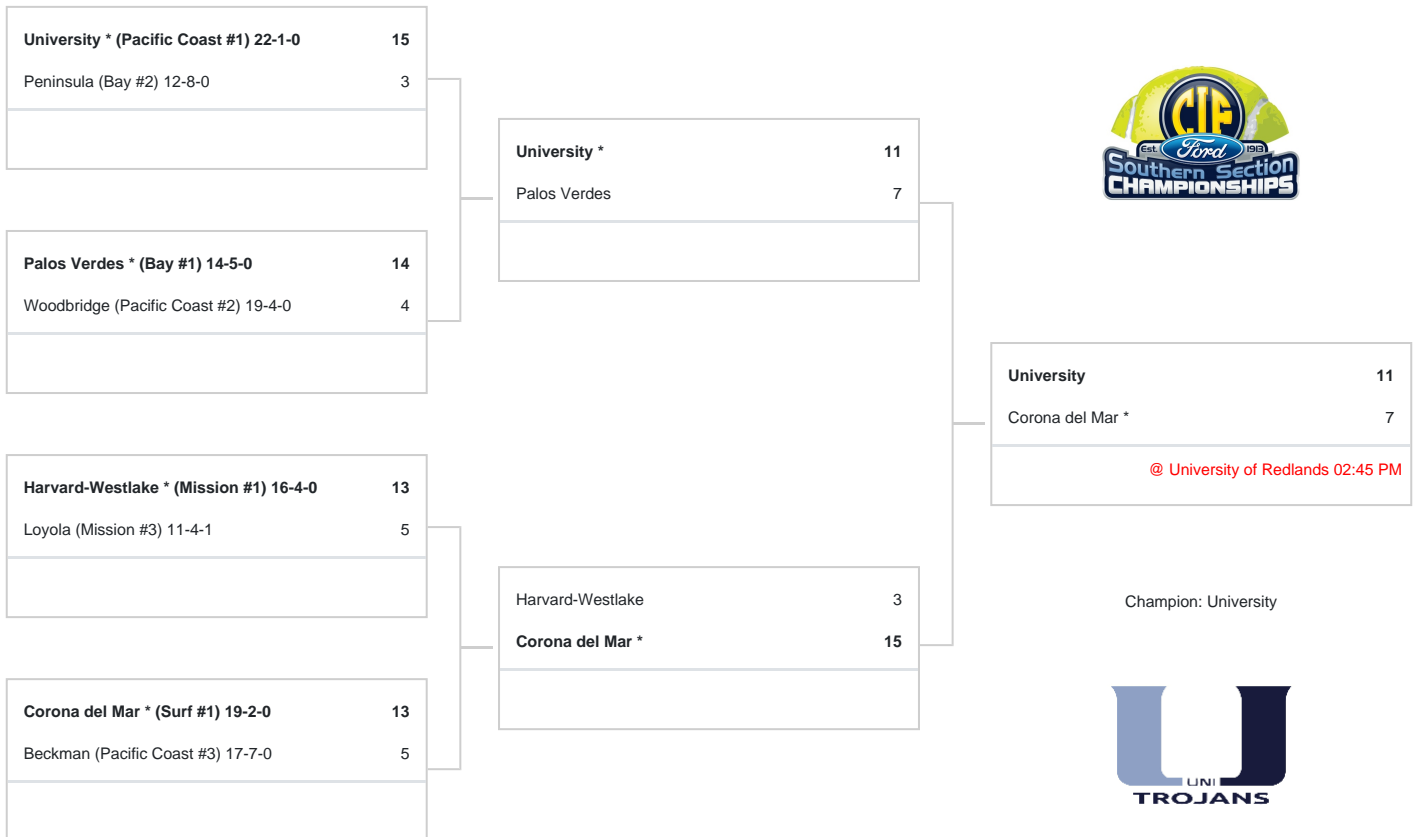 University * (Pacific Coast #1) 22-1-0 15
Peninsula (Bay #2) 12-8-0 3
Palos Verdes * (Bay #1) 14-5-0 14
Woodbridge (Pacific Coast #2) 19-4-0 4
Harvard-Westlake * (Mission #1) 16-4-0 13
Loyola (Mission #3) 11-4-1 5
Corona del Mar * (Surf #1) 19-2-0 13
Beckman (Pacific Coast #3) 17-7-0 5
University * 11
Palos Verdes 7
Harvard-Westlake 3
Corona del Mar * 15
CIF
Est. Ford 1913
Southern Section
CHAMPIONSHIPS
University 11
Corona del Mar * 7
@ University of Redlands 02:45 PM
Champion: University
UNI
TROJANS